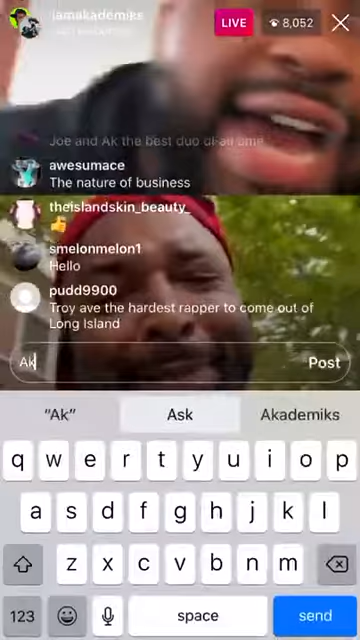 iamakademiks
LIVE
8,052
Joe and Ak the best duo of all time
awesumace
The nature of business
theislandskin_beauty_
smelonmelon1
Hello
pudd9900
Troy ave the hardest rapper to come out of
Long Island
Ak
Post
“Ak”
Ask
Akademiks
q w e r t y u i o p
a s d f g h j k l
z x c v b n m
123
space
send